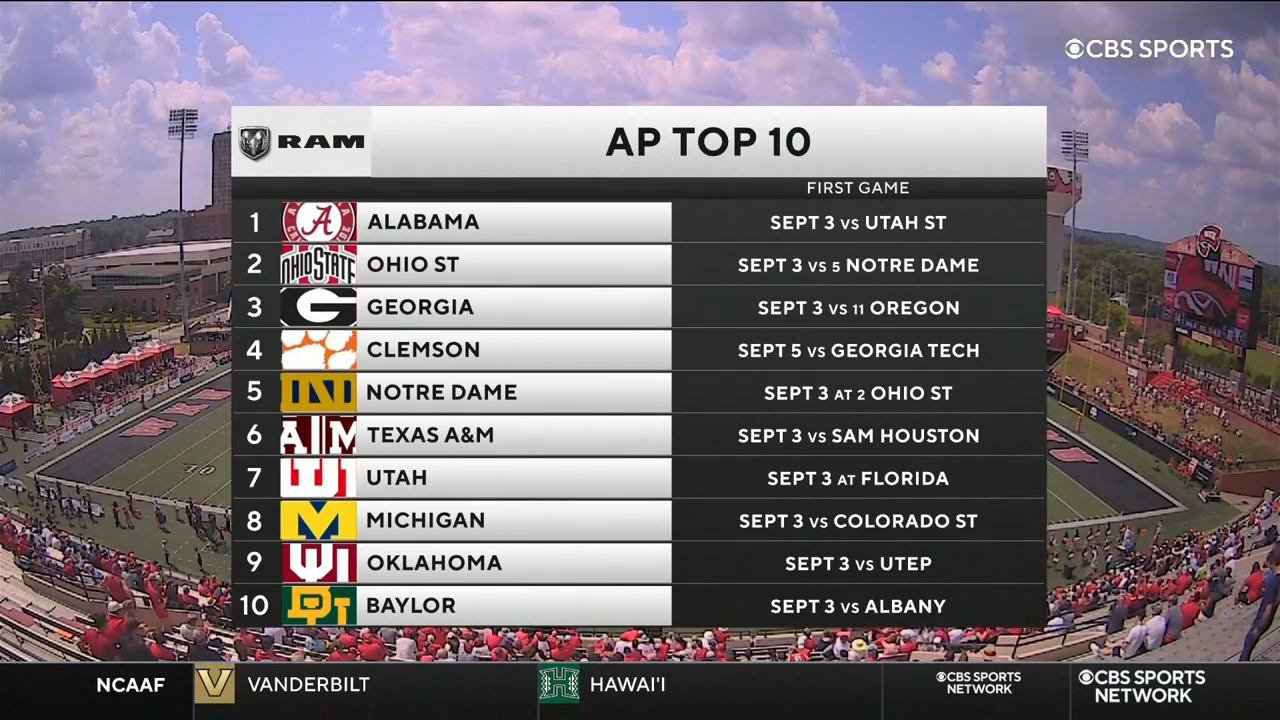 CBS SPORTS
RAM
AP TOP 10
FIRST GAME
1 ALABAMA SEPT 3 VS UTAH ST
2 OHIO STATE OHIO ST SEPT 3 VS 5 NOTRE DAME
3 G GEORGIA SEPT 3 VS 11 OREGON
4 CLEMSON SEPT 5 VS GEORGIA TECH
5 NOTRE DAME SEPT 3 AT 2 OHIO ST
6 A M TEXAS A&M SEPT 3 VS SAM HOUSTON
7 UTAH SEPT 3 AT FLORIDA
8 M MICHIGAN SEPT 3 VS COLORADO ST
9 OKLAHOMA SEPT 3 VS UTEP
10 BAYLOR SEPT 3 VS ALBANY
WKU
NCAAF V VANDERBILT H HAWAI'I CBS SPORTS NETWORK CBS SPORTS NETWORK